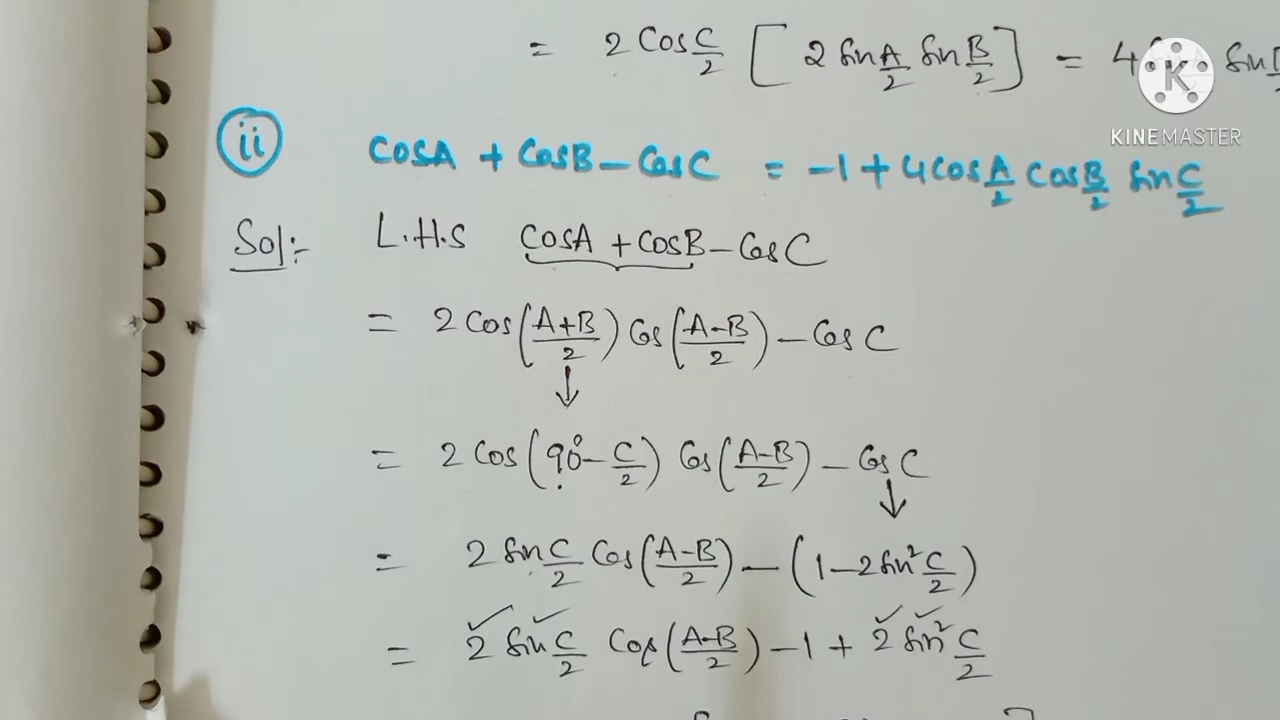 = 2 Cos C/2 [ 2 Sin A/2 Sin B/2 ] = 4 Sin
KINEMASTER
(ii) COSA + COSB – COSC = -1 + 4 COS A/2 COS B/2 Sin C/2
Sol:- L.H.S COSA + COSB – COSC
= 2 Cos (A+B/2) Cos (A-B/2) – Cos C
= 2 Cos (90° – C/2) Cos (A-B/2) – Cos C
= 2 Sin C/2 Cos (A-B/2) – (1 – 2 Sin² C/2)
= 2 Sin C/2 Cos (A-B/2) – 1 + 2 Sin² C/2